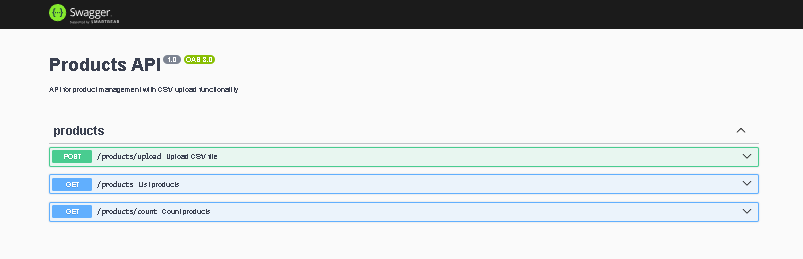 Swagger
Supported by SMARTBEAR
Products API 1.0 OAS 3.0
API for product management with CSV upload functionality
products
POST /products/upload Upload CSV file
GET /products List products
GET /products/count Count products